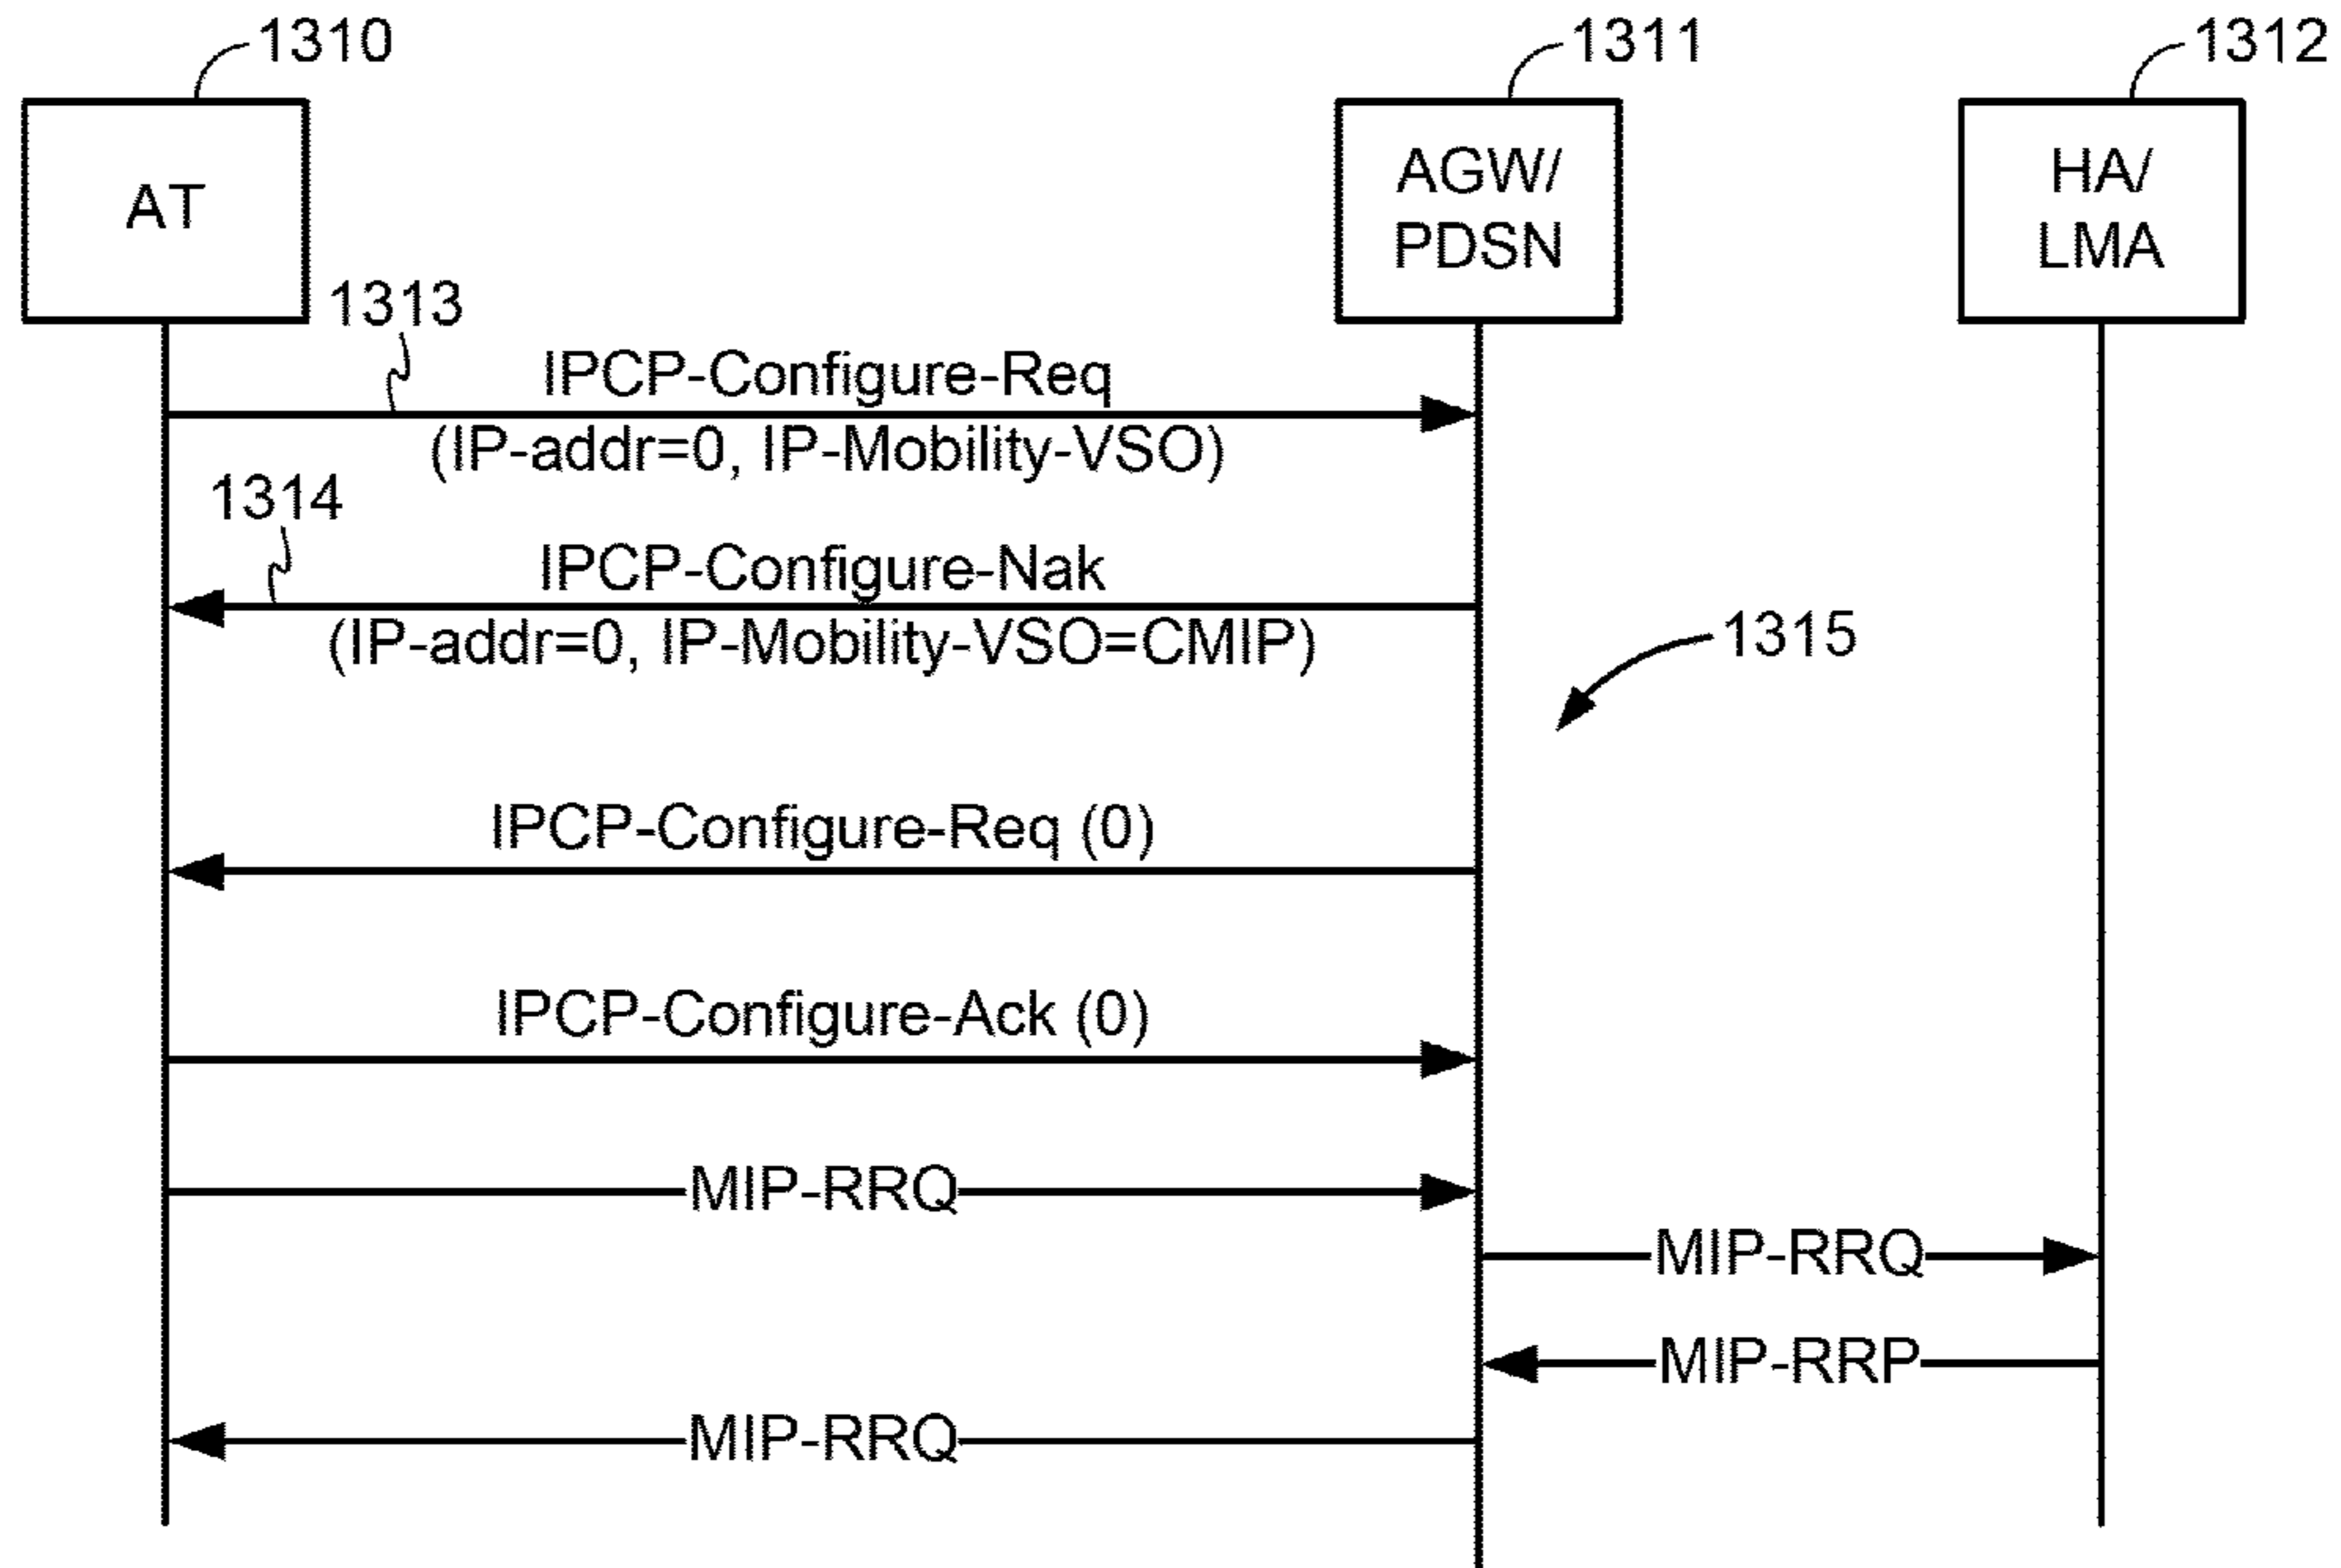 1310
1311
1312
AT
AGW/
PDSN
HA/
LMA
1313
IPCP-Configure-Req
(IP-addr=0, IP-Mobility-VSO)
1314
IPCP-Configure-Nak
(IP-addr=0, IP-Mobility-VSO=CMIP)
1315
IPCP-Configure-Req (0)
IPCP-Configure-Ack (0)
MIP-RRQ
MIP-RRQ
MIP-RRP
MIP-RRQ